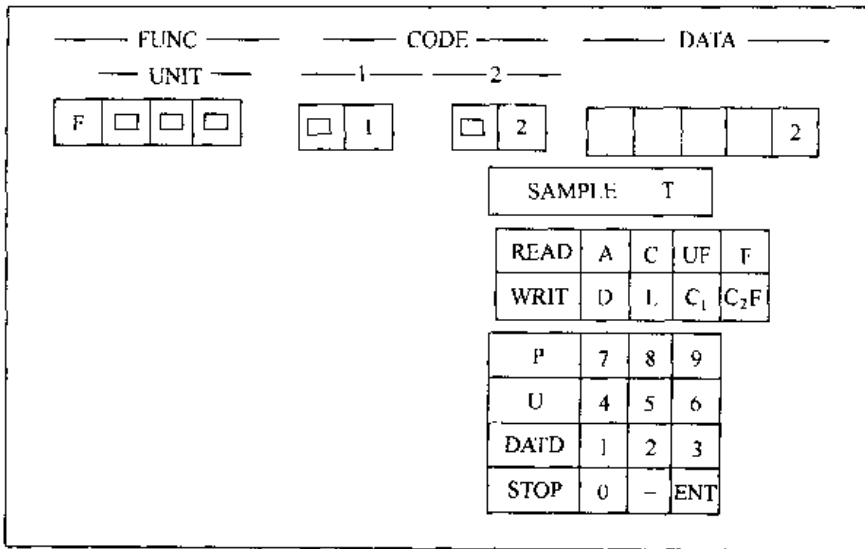 FUNC CODE DATA
UNIT 1 2
F 1 2 2
SAMPLE T
READ A C UF F
WRIT D L C₁ C₂F
P 7 8 9
U 4 5 6
DATD 1 2 3
STOP 0 - ENT